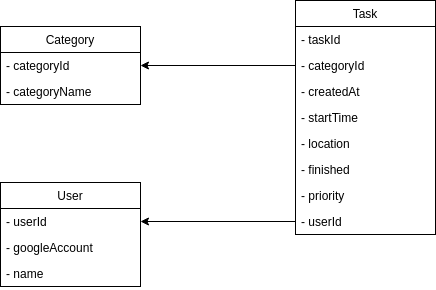 Category
- categoryId
- categoryName
User
- userId
- googleAccount
- name
Task
- taskId
- categoryId
- createdAt
- startTime
- location
- finished
- priority
- userId